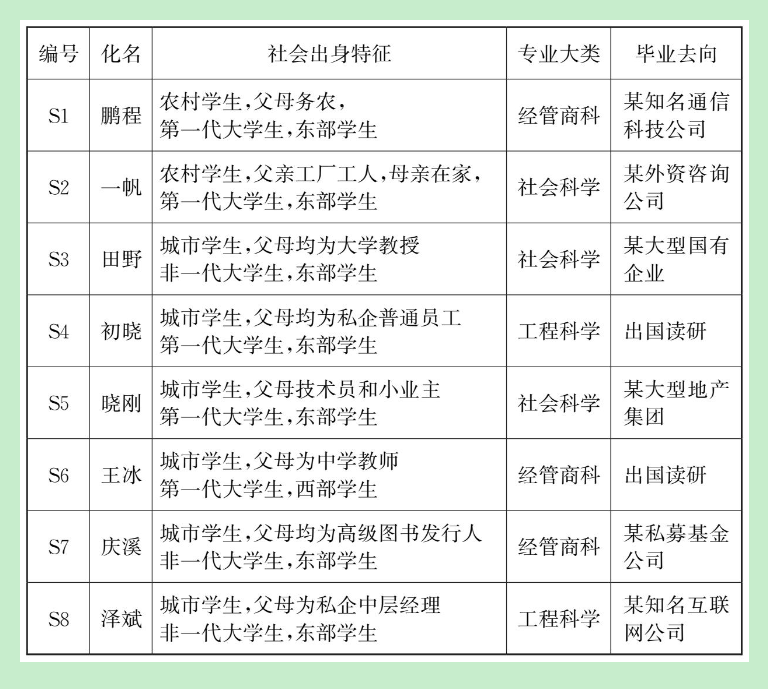 编号 化名 社会出身特征 专业大类 毕业去向
S1 鹏程 农村学生,父母务农, 第一代大学生,东部学生 经管商科 某知名通信科技公司
S2 一帆 农村学生,父亲工厂工人,母亲在家, 第一代大学生,东部学生 社会科学 某外资咨询公司
S3 田野 城市学生,父母均为大学教授 非一代大学生,东部学生 社会科学 某大型国有企业
S4 初晓 城市学生,父母均为私企普通员工 第一代大学生,东部学生 工程科学 出国读研
S5 晓刚 城市学生,父母技术员和小业主 第一代大学生,东部学生 社会科学 某大型地产集团
S6 王冰 城市学生,父母为中学教师 第一代大学生,西部学生 经管商科 出国读研
S7 庆溪 城市学生,父母均为高级图书发行人 非一代大学生,东部学生 经管商科 某私募基金公司
S8 泽斌 城市学生,父母为私企中层经理 非一代大学生,东部学生 工程科学 某知名互联网公司